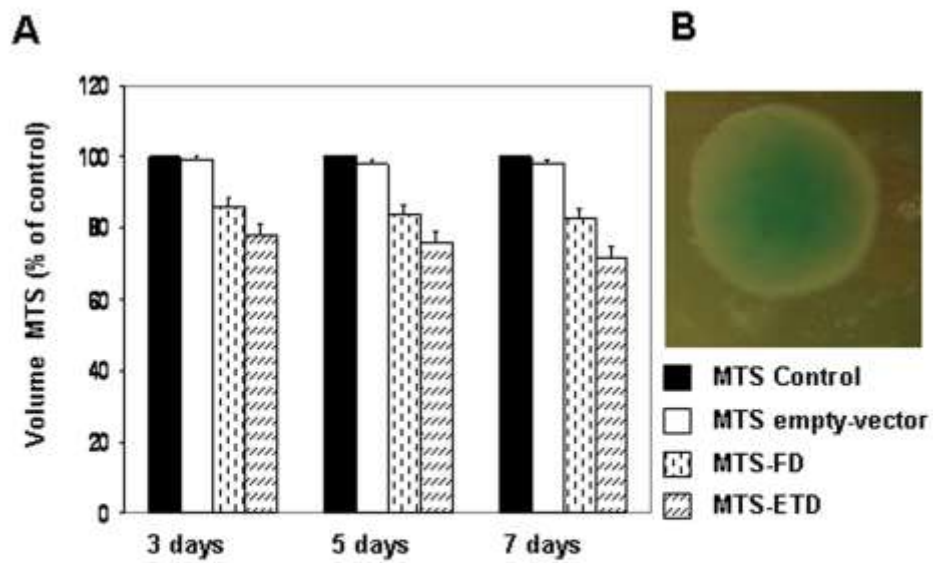 A
B
Volume MTS (% of control)
120
100
80
60
40
20
0
3 days
5 days
7 days
MTS Control
MTS empty-vector
MTS-FD
MTS-ETD